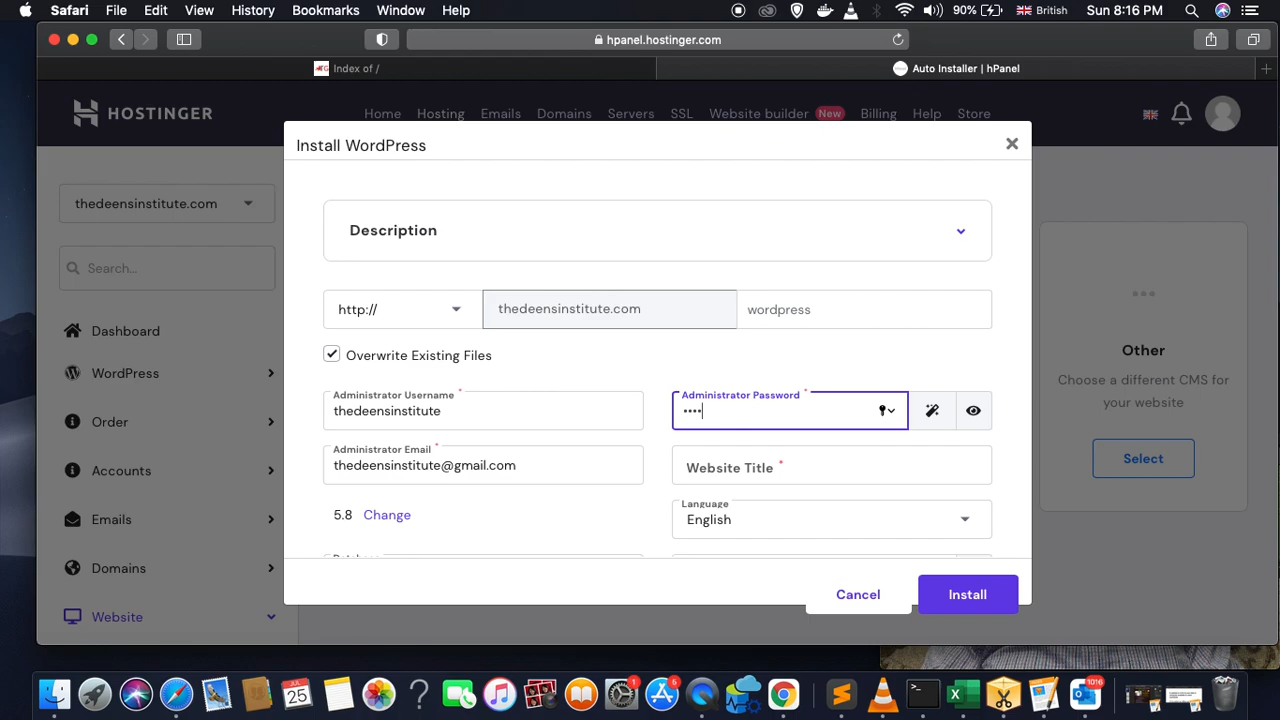 Safari File Edit View History Bookmarks Window Help 90% British Sun 8:16 PM
hpanel.hostinger.com
Index of / Auto Installer | hPanel
HOSTINGER Home Hosting Emails Domains Servers SSL Website builder New Billing Help Store
Install WordPress
thedeensinstitute.com
Description
Search...
http:// thedeensinstitute.com wordpress
Dashboard
Overwrite Existing Files
Other
WordPress
Choose a different CMS for
your website
Administrator Username * Administrator Password *
thedeensinstitute ••••
Order
Administrator Email *
thedeensinstitute@gmail.com Website Title *
Select
Accounts
Language
5.8 Change English
Emails
Domains
Cancel Install
Website
25 1 5 1016